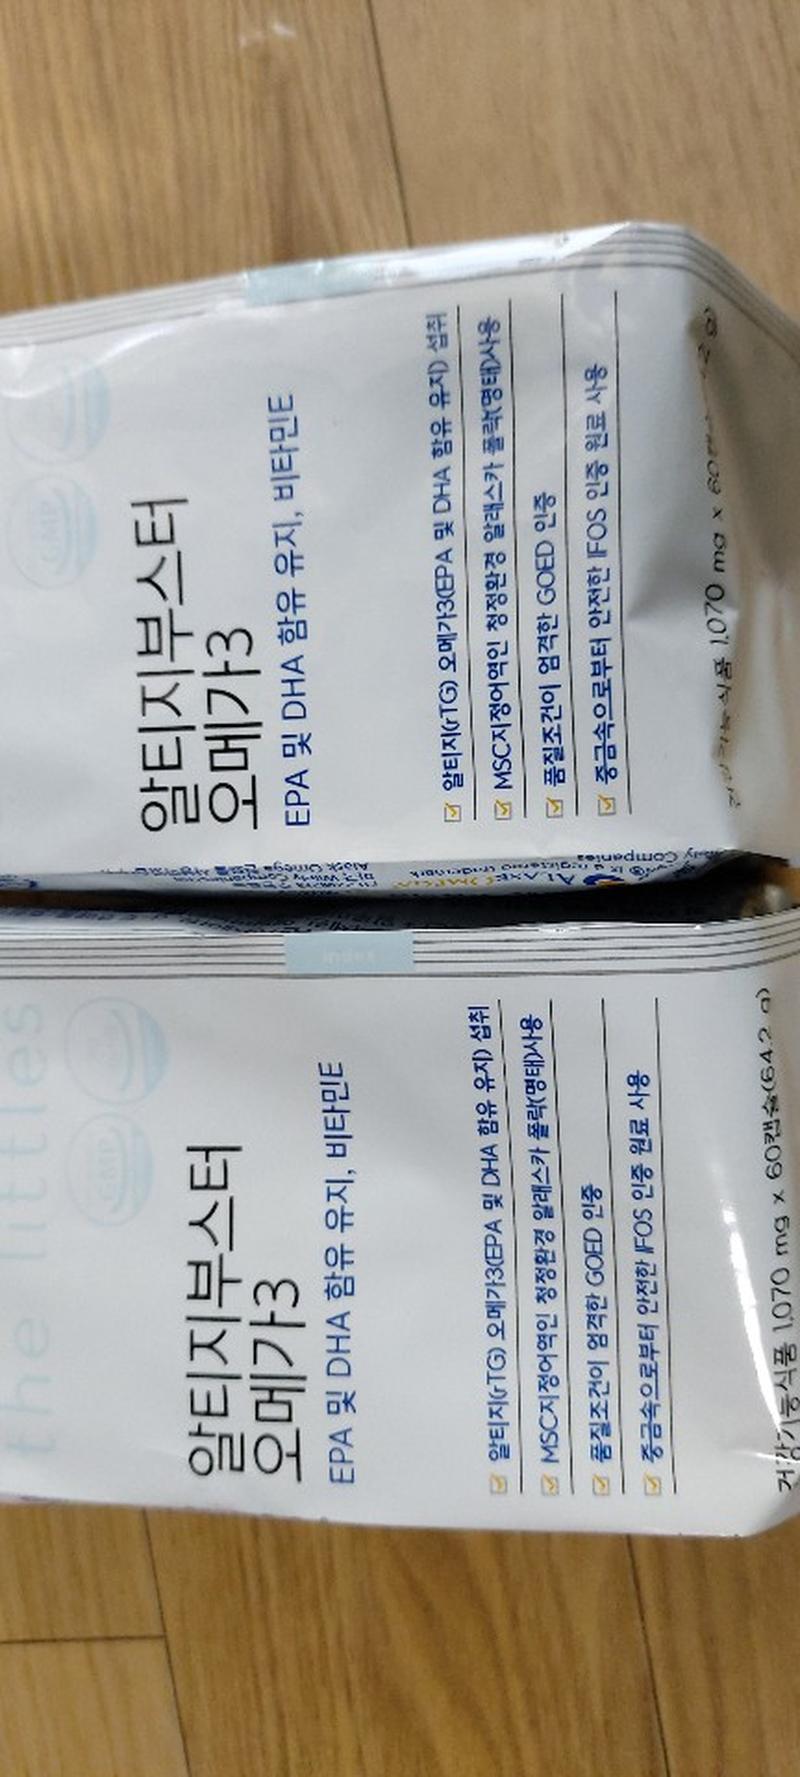 알티지부스터
오메가3
EPA 및 DHA 함유 유지, 비타민E
알티지(rTG) 오메가3(EPA 및 DHA 함유 유지) 섭취
MSC지정어역인 청정환경 알래스카 폴락(명태)사용
품질조건이 엄격한 GOED 인증
중금속으로부터 안전한 IFOS 인증 원료 사용
1,070 mg x
the littles
GMP
알티지부스터
오메가3
EPA 및 DHA 함유 유지, 비타민E
알티지(rTG) 오메가3(EPA 및 DHA 함유 유지) 섭취
MSC지정어역인 청정환경 알래스카 폴락(명태)사용
품질조건이 엄격한 GOED 인증
중금속으로부터 안전한 IFOS 인증 원료 사용
건강기능식품 1,070 mg x 60캡슐(64.2 g)